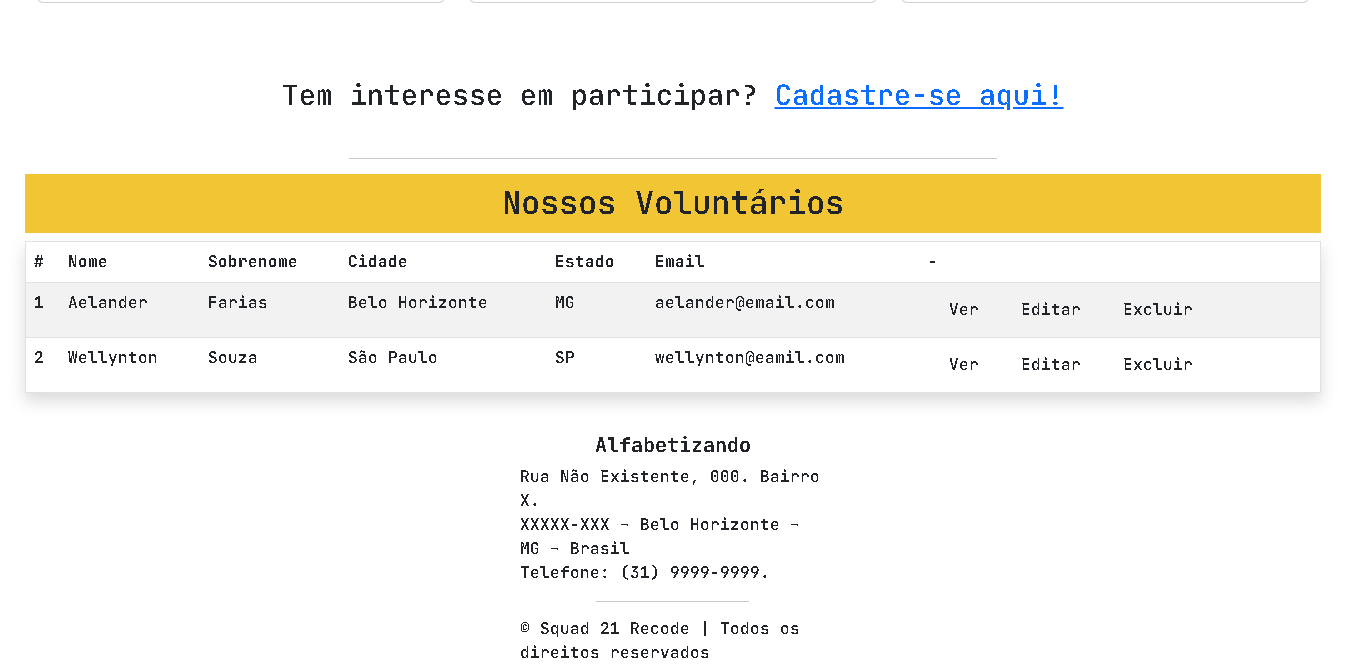 Tem interesse em participar? Cadastre-se aqui!
Nossos Voluntários
# Nome Sobrenome Cidade Estado Email -
1 Aelander Farias Belo Horizonte MG aelander@email.com Ver Editar Excluir
2 Wellynton Souza São Paulo SP wellynton@eamil.com Ver Editar Excluir
Alfabetizando
Rua Não Existente, 000. Bairro
X.
XXXXX-XXX - Belo Horizonte -
MG - Brasil
Telefone: (31) 9999-9999.
© Squad 21 Recode | Todos os
direitos reservados